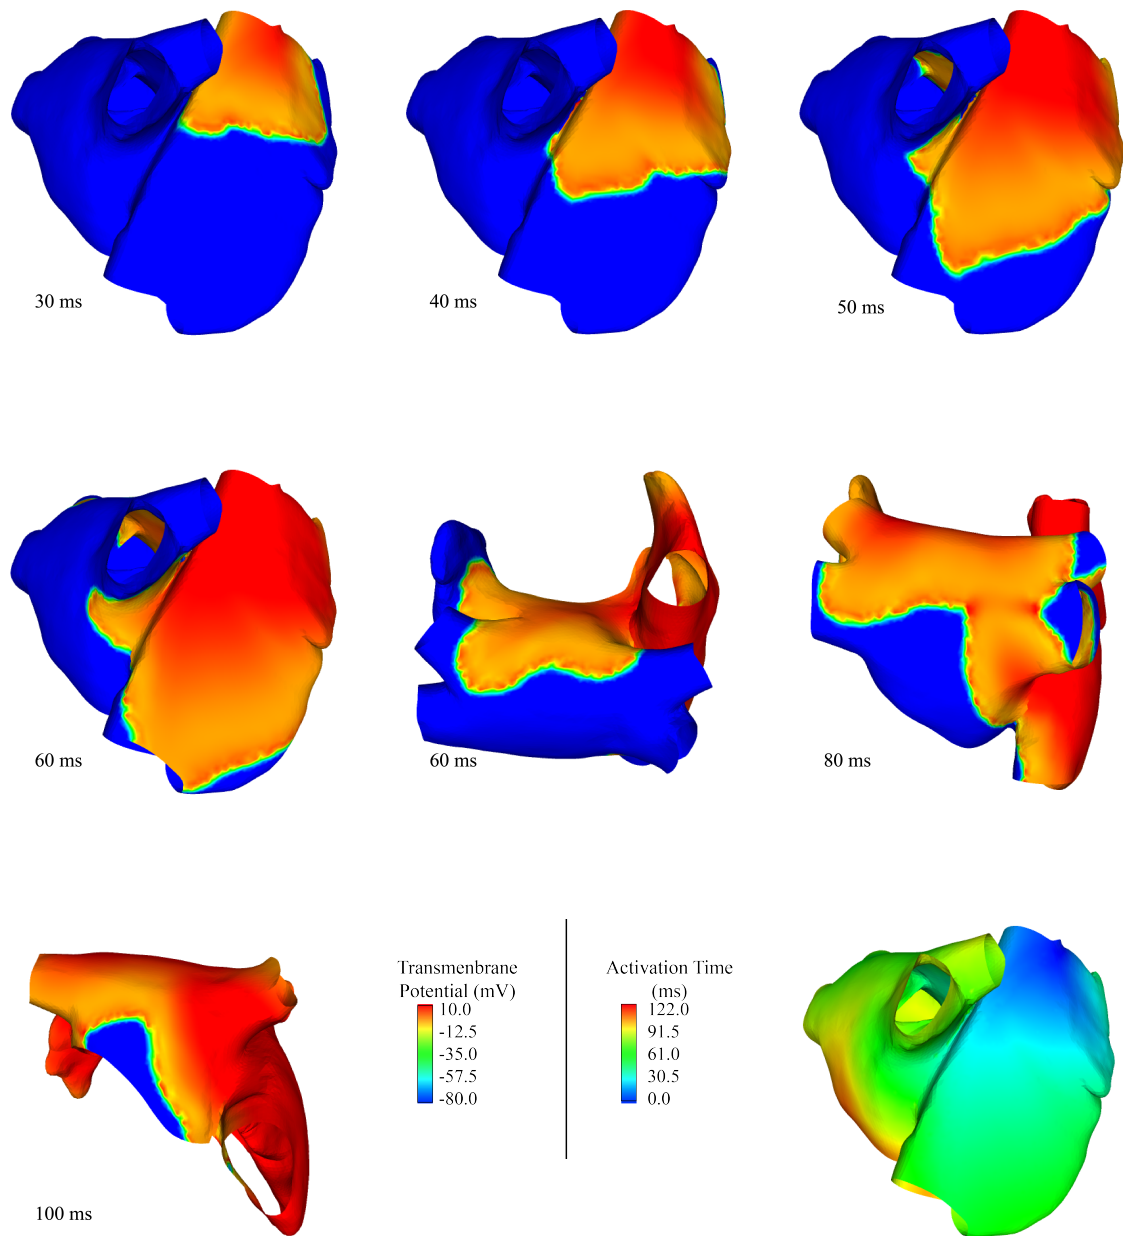 30 ms
40 ms
50 ms
60 ms
60 ms
80 ms
Transmenbrane
Potential (mV)
10.0
-12.5
-35.0
-57.5
-80.0
Activation Time
(ms)
122.0
91.5
61.0
30.5
0.0
100 ms